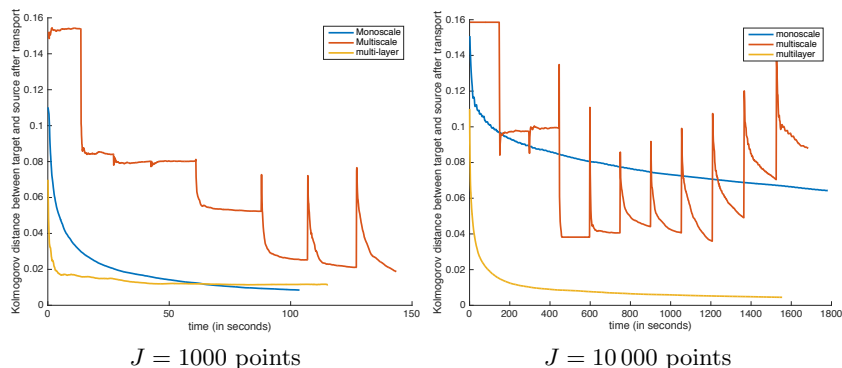 Kolmogorov distance between target and source after transport
0.16
0.14
0.12
0.1
0.08
0.06
0.04
0.02
0
0
50
100
150
time (in seconds)
Monoscale
Multiscale
multi-layer
J = 1000 points
Kolmogorov distance between target and source after transport
0.16
0.14
0.12
0.1
0.08
0.06
0.04
0.02
0
0
200
400
600
800
1000
1200
1400
1600
1800
time (in seconds)
monoscale
multiscale
multilayer
J = 10 000 points